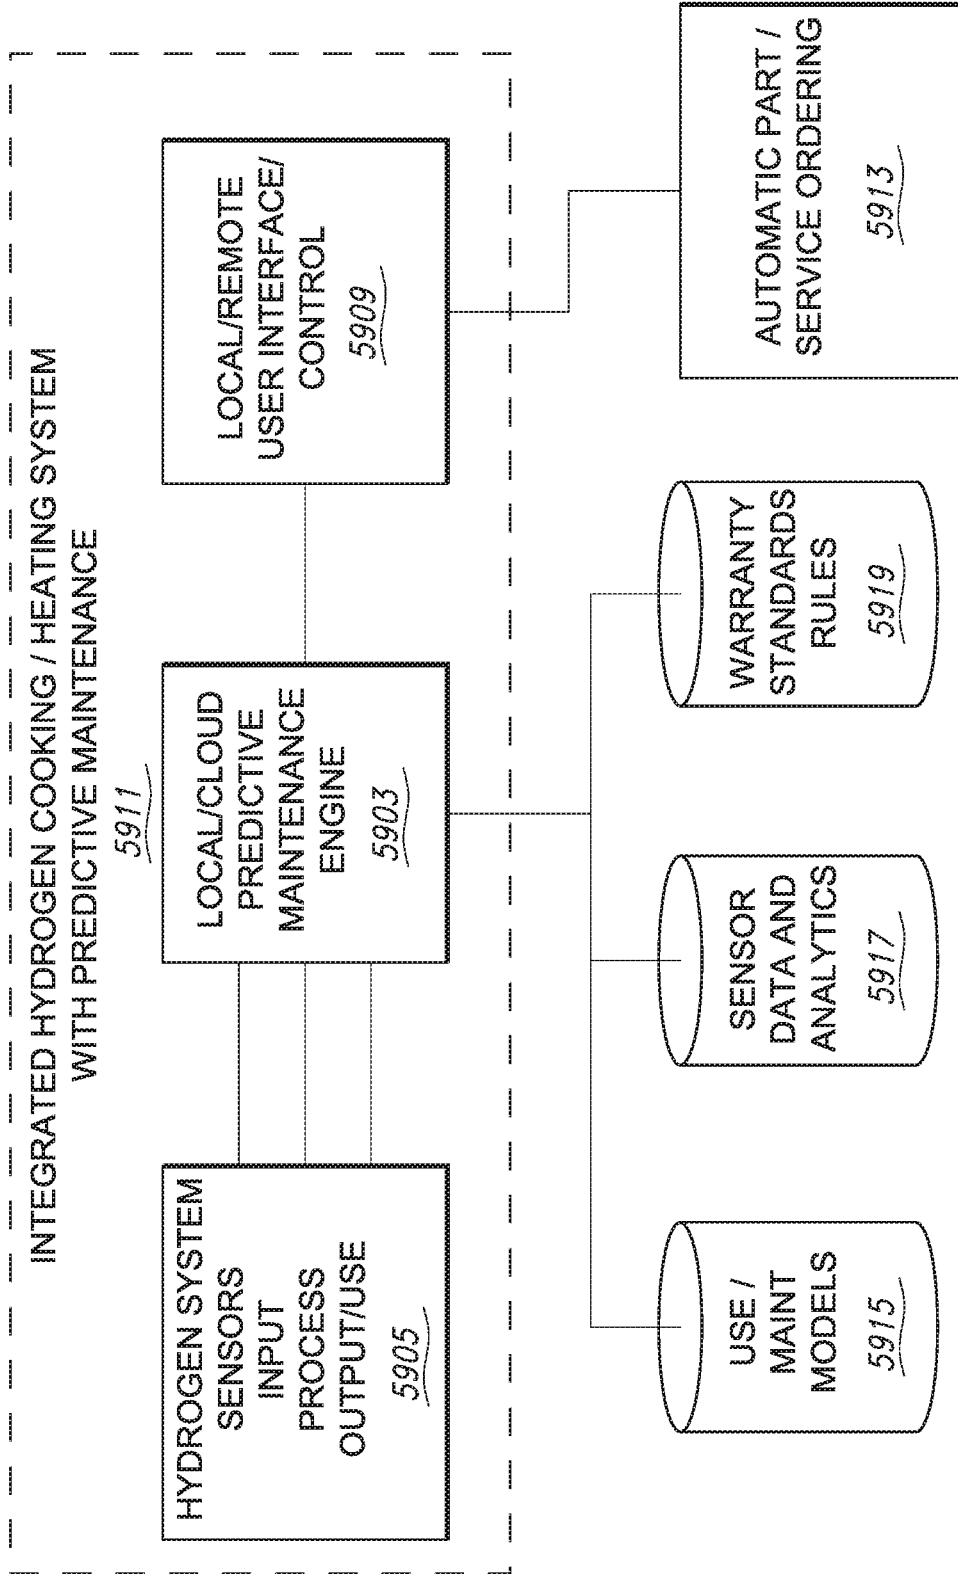 INTEGRATED HYDROGEN COOKING / HEATING SYSTEM
WITH PREDICTIVE MAINTENANCE
5911
HYDROGEN SYSTEM
SENSORS
INPUT
PROCESS
OUTPUT/USE
5905
LOCAL/CLOUD
PREDICTIVE
MAINTENANCE
ENGINE
5903
LOCAL/REMOTE
USER INTERFACE/
CONTROL
5909
USE /
MAINT
MODELS
5915
SENSOR
DATA AND
ANALYTICS
5917
WARRANTY
STANDARDS
RULES
5919
AUTOMATIC PART /
SERVICE ORDERING
5913